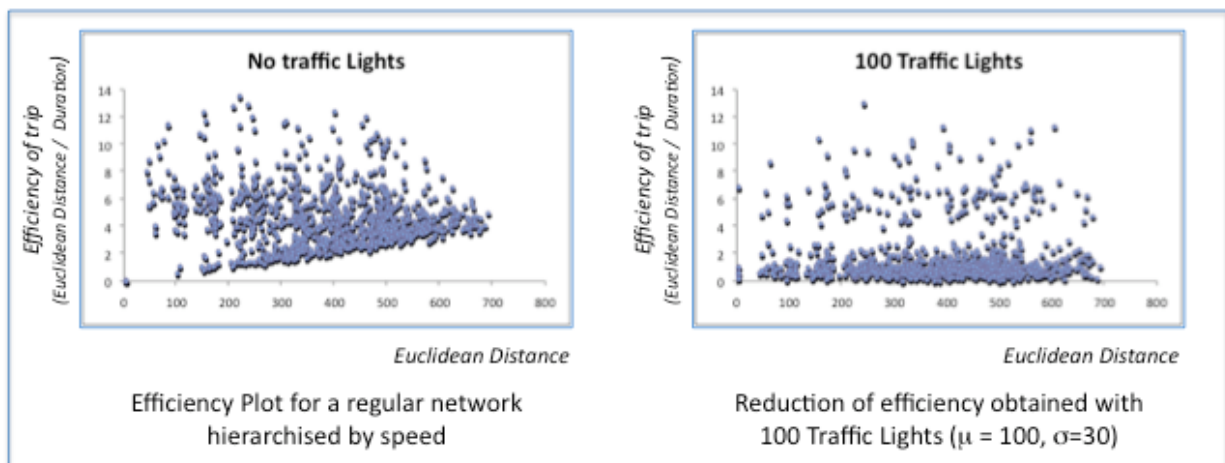 No traffic Lights
Efficiency of trip
(Euclidean Distance / Duration)
14
12
10
8
6
4
2
0
0 100 200 300 400 500 600 700 800
Euclidean Distance
Efficiency Plot for a regular network
hierarchised by speed
100 Traffic Lights
Efficiency of trip
(Euclidean Distance / Duration)
14
12
10
8
6
4
2
0
0 100 200 300 400 500 600 700 800
Euclidean Distance
Reduction of efficiency obtained with
100 Traffic Lights (μ = 100, σ=30)